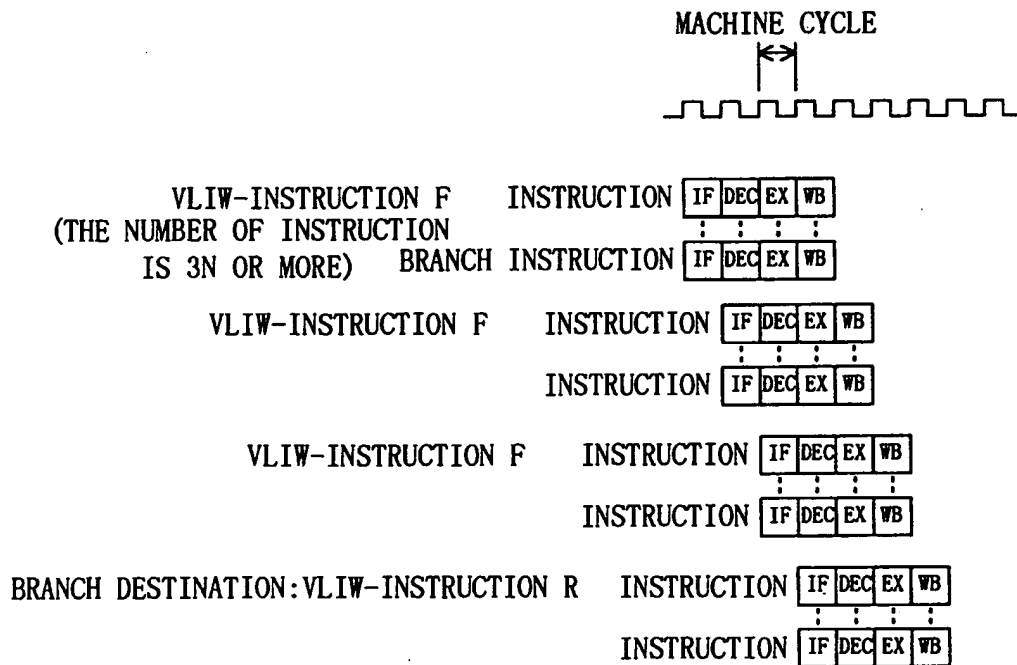 MACHINE CYCLE
VLIW-INSTRUCTION F INSTRUCTION IF DEC EX WB
(THE NUMBER OF INSTRUCTION
IS 3N OR MORE) BRANCH INSTRUCTION IF DEC EX WB
VLIW-INSTRUCTION F INSTRUCTION IF DEC EX WB
INSTRUCTION IF DEC EX WB
VLIW-INSTRUCTION F INSTRUCTION IF DEC EX WB
INSTRUCTION IF DEC EX WB
BRANCH DESTINATION:VLIW-INSTRUCTION R INSTRUCTION IF DEC EX WB
INSTRUCTION IF DEC EX WB